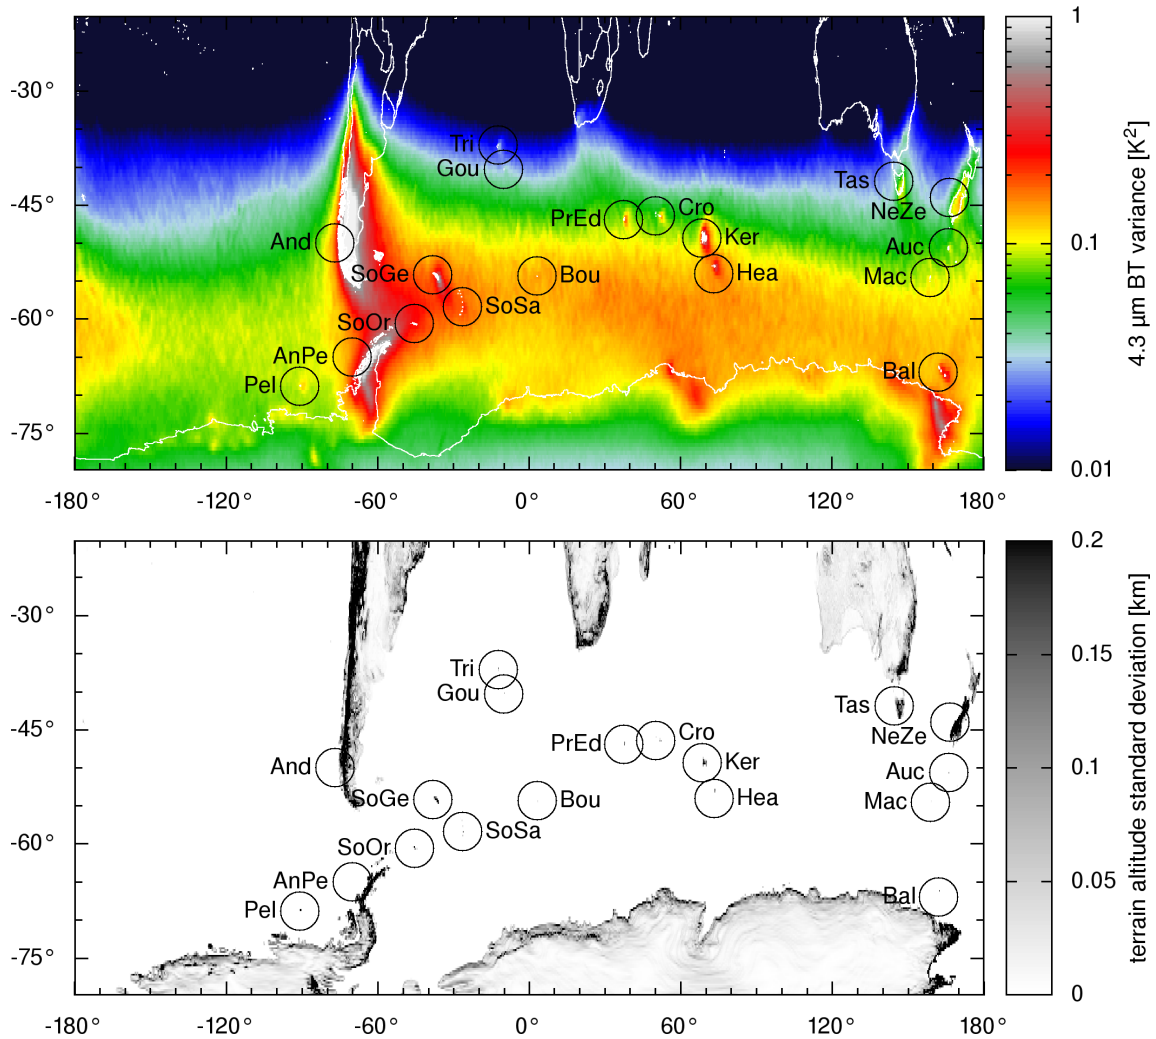 1
-30°
Tri
Gou
Tas
-45°
NeZe
PrEd
Cro
And
Ker
Auc
0.1
SoGe
Bou
Hea
Mac
-60°
SoSa
SoOr
AnPe
Pel
Bal
-75°
0.01
-180°
-120°
-60°
0°
60°
120°
180°
4.3 µm BT variance [K²]
0.2
-30°
Tri
Gou
Tas
0.15
-45°
NeZe
PrEd
Cro
And
Ker
Auc
0.1
SoGe
Bou
Hea
Mac
-60°
SoSa
SoOr
AnPe
0.05
Pel
Bal
-75°
0
-180°
-120°
-60°
0°
60°
120°
180°
terrain altitude standard deviation [km]